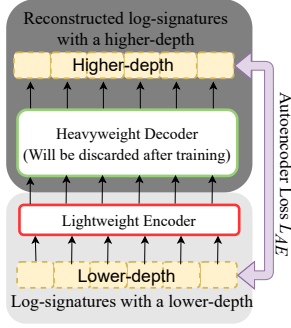 Reconstructed log-signatures
with a higher-depth
Higher-depth
Heavyweight Decoder
(Will be discarded after training)
Lightweight Encoder
Lower-depth
Log-signatures with a lower-depth
Autoencoder Loss L_AE